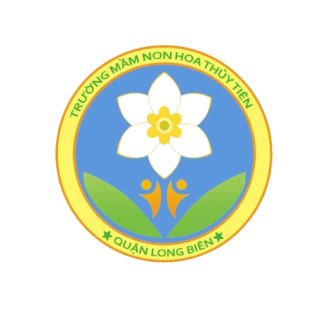 TRƯỜNG MẦM NON HOA THỦY TIÊN
QUẬN LONG BIÊN